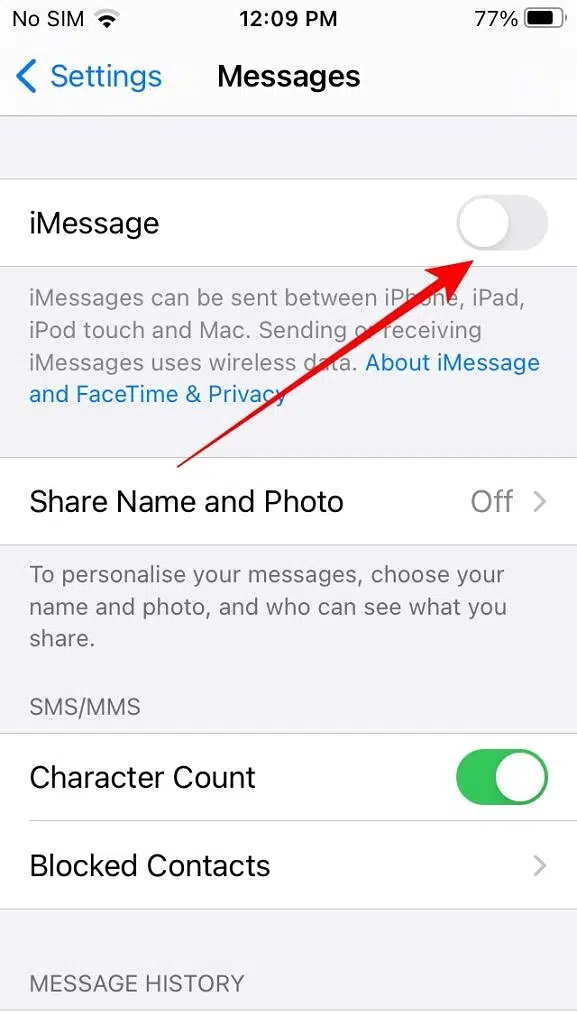 No SIM 12:09 PM 77%
Settings Messages
iMessage
iMessages can be sent between iPhone, iPad,
iPod touch and Mac. Sending or receiving
iMessages uses wireless data. About iMessage
and FaceTime & Privacy
Share Name and Photo Off
To personalise your messages, choose your
name and photo, and who can see what you
share.
SMS/MMS
Character Count
Blocked Contacts
MESSAGE HISTORY